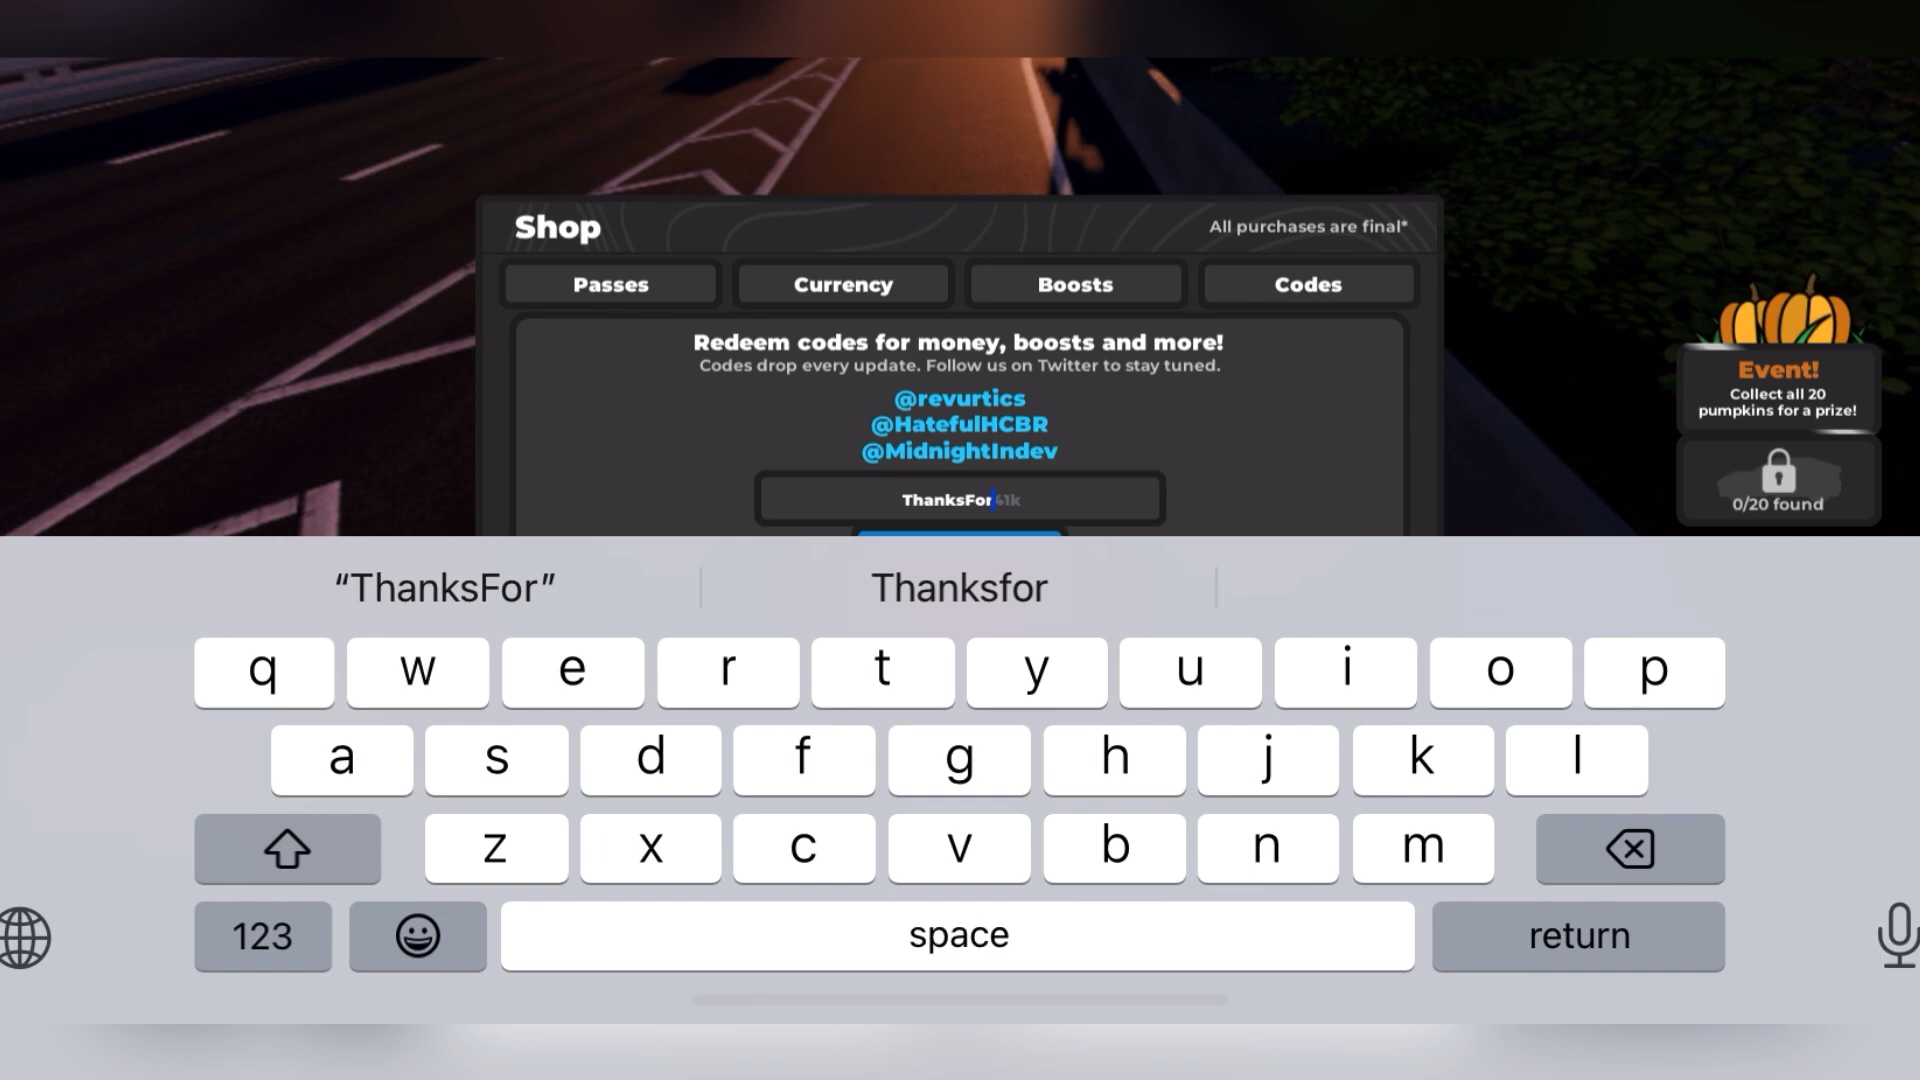 Shop
All purchases are final*
Passes
Currency
Boosts
Codes
Redeem codes for money, boosts and more!
Codes drop every update. Follow us on Twitter to stay tuned.
@revurtics
@HatefulHCBR
@MidnightIndev
ThanksFor41k
Event!
Collect all 20
pumpkins for a prize!
0/20 found
“ThanksFor”
Thanksfor
q w e r t y u i o p
a s d f g h j k l
z x c v b n m
123
space
return